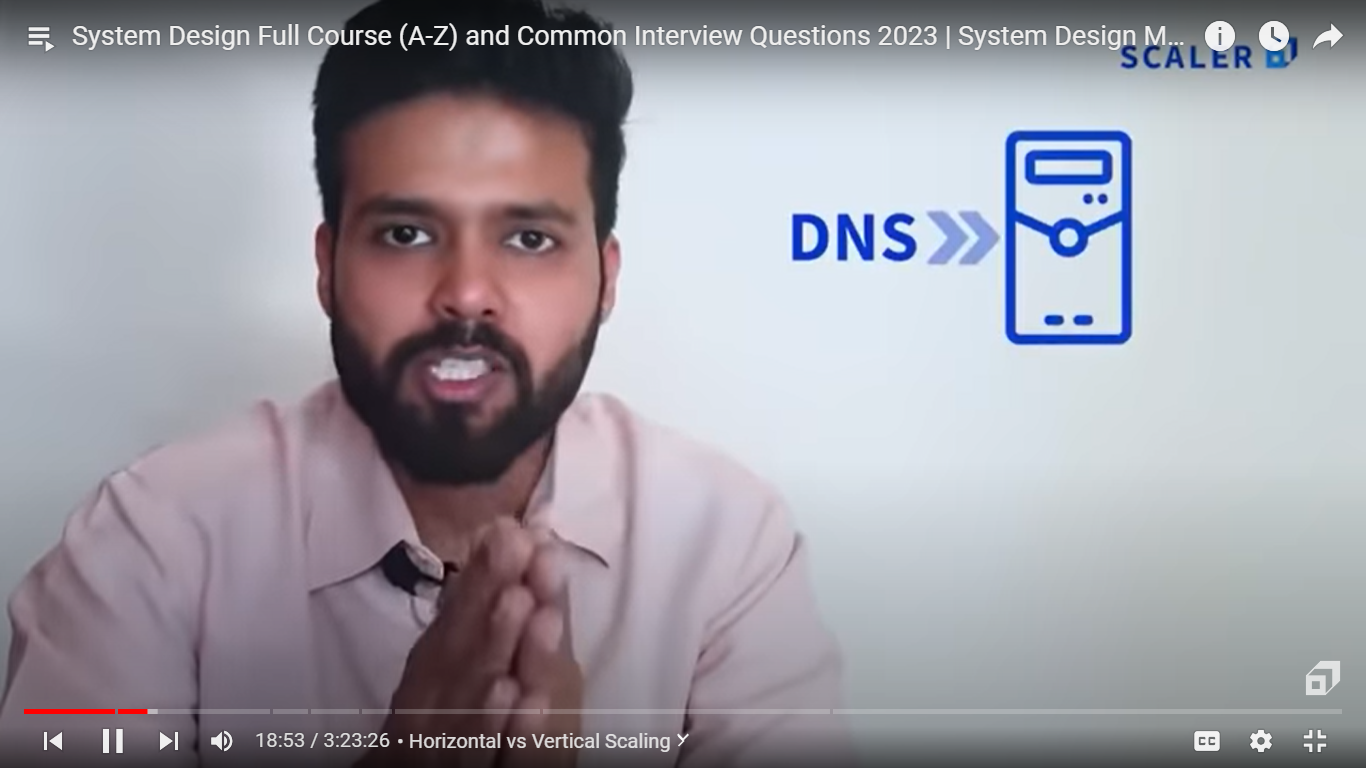 System Design Full Course (A-Z) and Common Interview Questions 2023 | System Design M...
SCALER
DNS
18:53 / 3:23:26 • Horizontal vs Vertical Scaling
CC